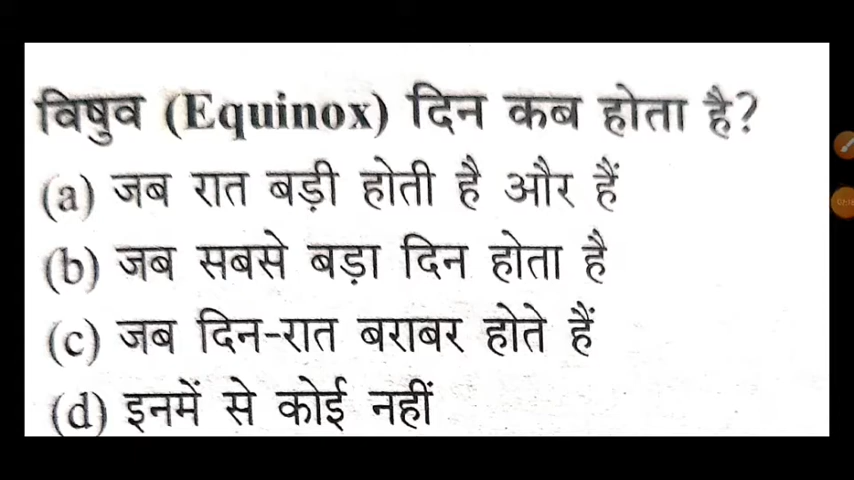 विषुव (Equinox) दिन कब होता है?
(a) जब रात बड़ी होती है और हैं
(b) जब सबसे बड़ा दिन होता है
(c) जब दिन-रात बराबर होते हैं
(d) इनमें से कोई नहीं